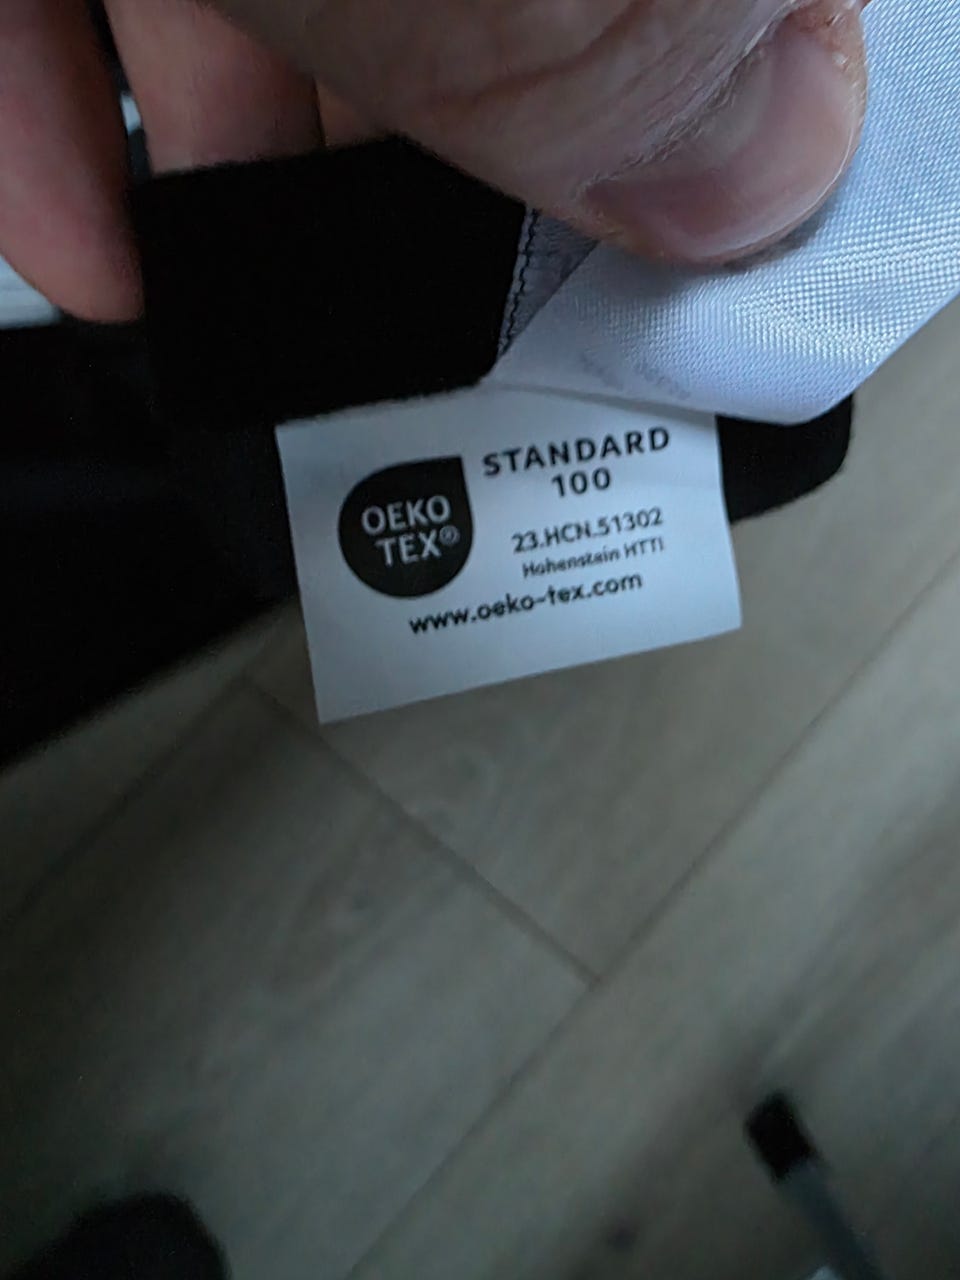 OEKO
TEX®
STANDARD
100
23.HCN.51302
Hohenstein HTTI
www.oeko-tex.com